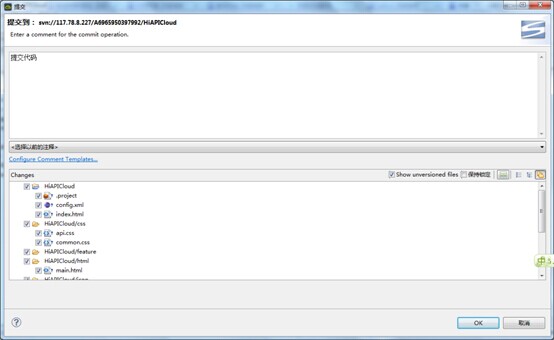 提交
提交到： svn://117.78.8.227/A6965950397992/HiAPICloud
Enter a comment for the commit operation.
提交代码
<选择以前的注释>
Configure Comment Templates...
Changes
Show unversioned files
保持锁定
HiAPICloud
.project
config.xml
index.html
HiAPICloud/css
api.css
common.css
HiAPICloud/feature
HiAPICloud/html
main.html
中
OK
取消